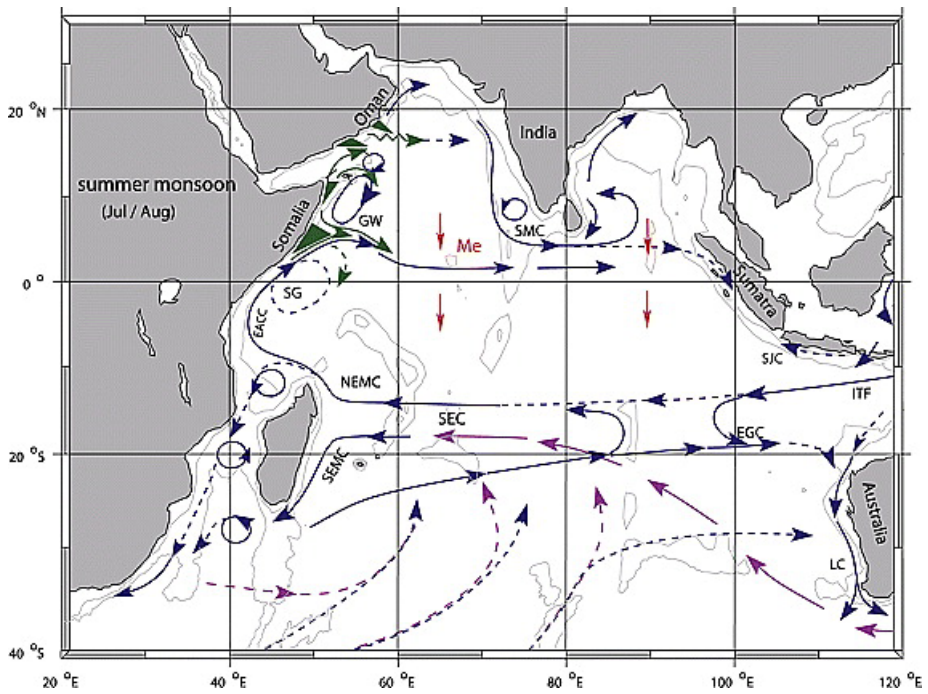 20 °N
Oman
India
summer monsoon
(Jul / Aug)
Somalia
GW
SMC
Me
0 °
SG
Sumatra
EACC
SJC
NEMC
ITF
SEC
EGC
20 °S
SEMC
Australia
LC
40 °S
20 °E
40 °E
60 °E
80 °E
100 °E
120 °E